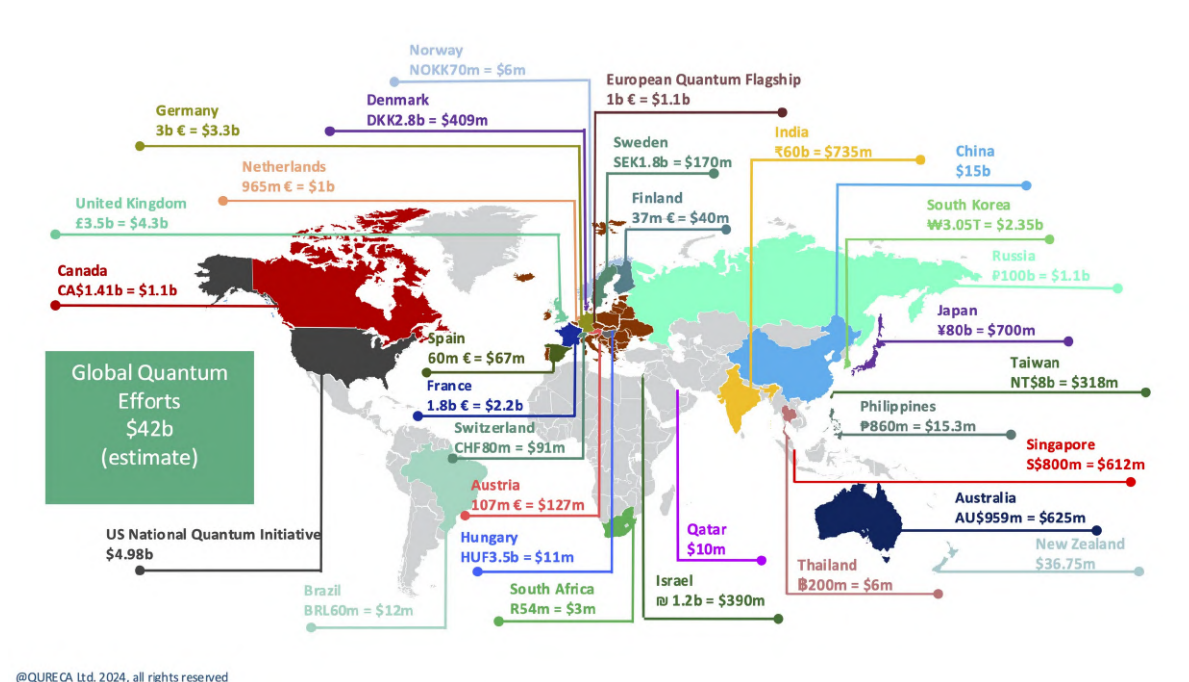 Norway
NOKK70m = $6m
European Quantum Flagship
1b € = $1.1b
Denmark
DKK2.8b = $409m
Germany
3b € = $3.3b
India
₹60b = $735m
Sweden
SEK1.8b = $170m
China
$15b
Netherlands
965m € = $1b
Finland
37m € = $40m
United Kingdom
£3.5b = $4.3b
South Korea
₩3.05T = $2.35b
Russia
₽100b = $1.1b
Canada
CA$1.41b = $1.1b
Japan
¥80b = $700m
Spain
60m € = $67m
Taiwan
NT$8b = $318m
Global Quantum
Efforts
$42b
(estimate)
France
1.8b € = $2.2b
Philippines
₱860m = $15.3m
Switzerland
CHF80m = $91m
Singapore
S$800m = $612m
Austria
107m € = $127m
Australia
AU$959m = $625m
US National Quantum Initiative
$4.98b
Hungary
HUF3.5b = $11m
Qatar
$10m
New Zealand
$36.75m
Thailand
฿200m = $6m
Israel
₪ 1.2b = $390m
South Africa
R54m = $3m
Brazil
BRL60m = $12m
@QURECA Ltd. 2024, all rights reserved